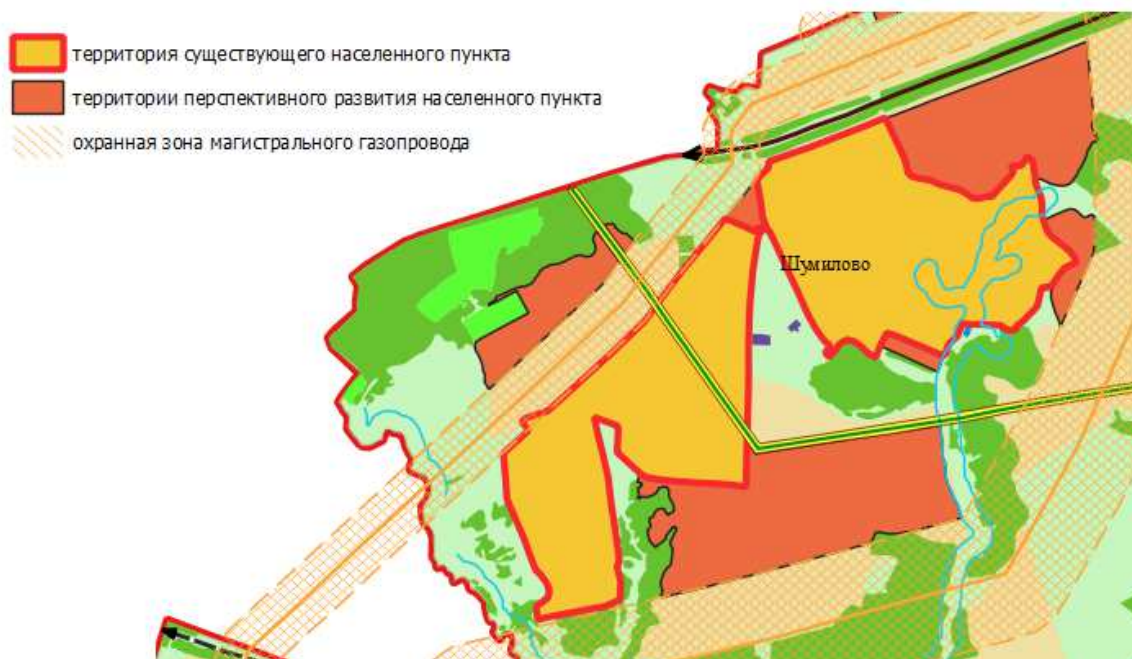 территория существующего населенного пункта
территории перспективного развития населенного пункта
охранная зона магистрального газопровода
Шумилово